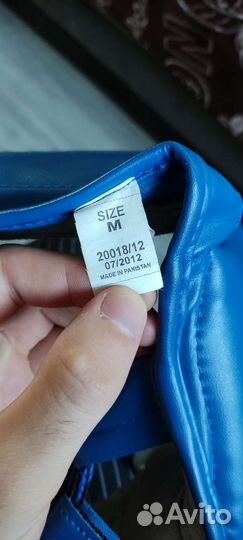 SIZE
M
20018/12
07/2012
MADE IN PAKISTAN
Avito